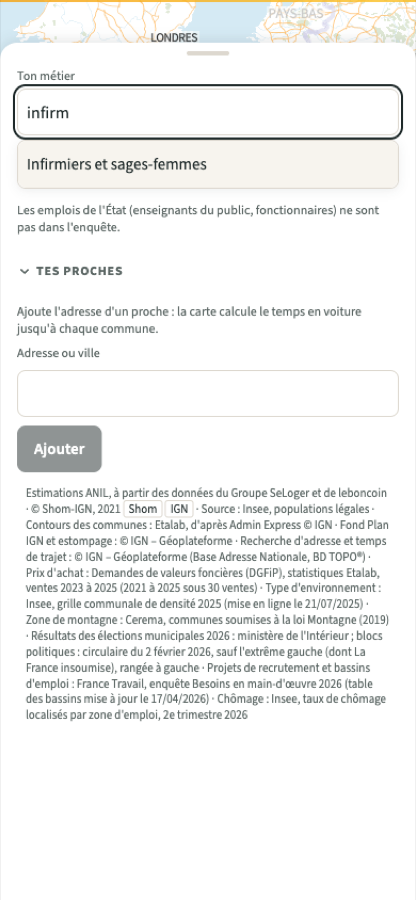 PAYS-BAS
LONDRES
Ton métier
infirm
Infirmiers et sages-femmes
Les emplois de l'État (enseignants du public, fonctionnaires) ne sont
pas dans l'enquête.
TES PROCHES
Ajoute l'adresse d'un proche : la carte calcule le temps en voiture
jusqu'à chaque commune.
Adresse ou ville
Ajouter
Estimations ANIL, à partir des données du Groupe SeLoger et de leboncoin
· © Shom-IGN, 2021 Shom IGN · Source : Insee, populations légales ·
Contours des communes : Etalab, d'après Admin Express © IGN · Fond Plan
IGN et estompage : © IGN – Géoplateforme · Recherche d'adresse et temps
de trajet : © IGN – Géoplateforme (Base Adresse Nationale, BD TOPO®) ·
Prix d'achat : Demandes de valeurs foncières (DGFiP), statistiques Etalab,
ventes 2023 à 2025 (2021 à 2025 sous 30 ventes) · Type d'environnement :
Insee, grille communale de densité 2025 (mise en ligne le 21/07/2025) ·
Zone de montagne : Cerema, communes soumises à la loi Montagne (2019)
· Résultats des élections municipales 2026 : ministère de l'Intérieur ; blocs
politiques : circulaire du 2 février 2026, sauf l'extrême gauche (dont La
France insoumise), rangée à gauche · Projets de recrutement et bassins
d'emploi : France Travail, enquête Besoins en main-d'œuvre 2026 (table
des bassins mise à jour le 17/04/2026) · Chômage : Insee, taux de chômage
localisés par zone d'emploi, 2e trimestre 2026